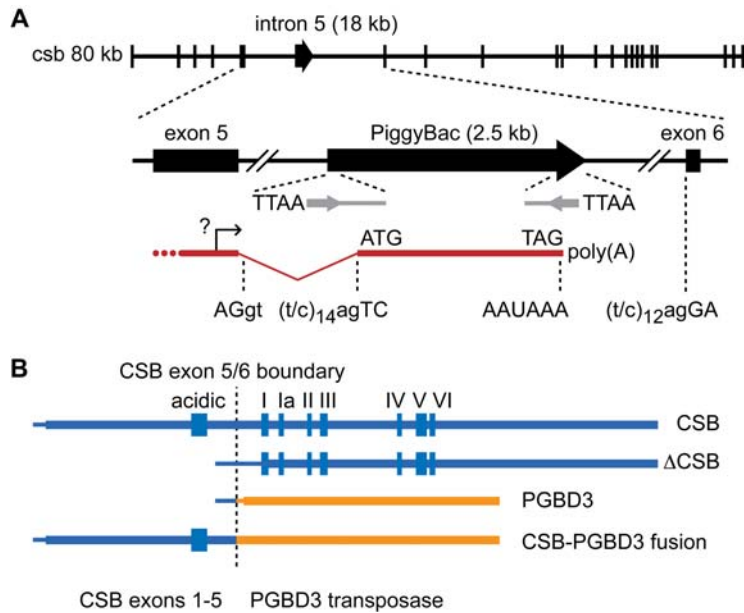 A
intron 5 (18 kb)
csb 80 kb
exon 5
PiggyBac (2.5 kb)
exon 6
TTAA
TTAA
?
ATG
TAG
poly(A)
AGgt
(t/c)14agTC
AAUAAA
(t/c)12agGA
B
CSB exon 5/6 boundary
acidic
I Ia II III IV V VI
CSB
ΔCSB
PGBD3
CSB-PGBD3 fusion
CSB exons 1-5
PGBD3 transposase